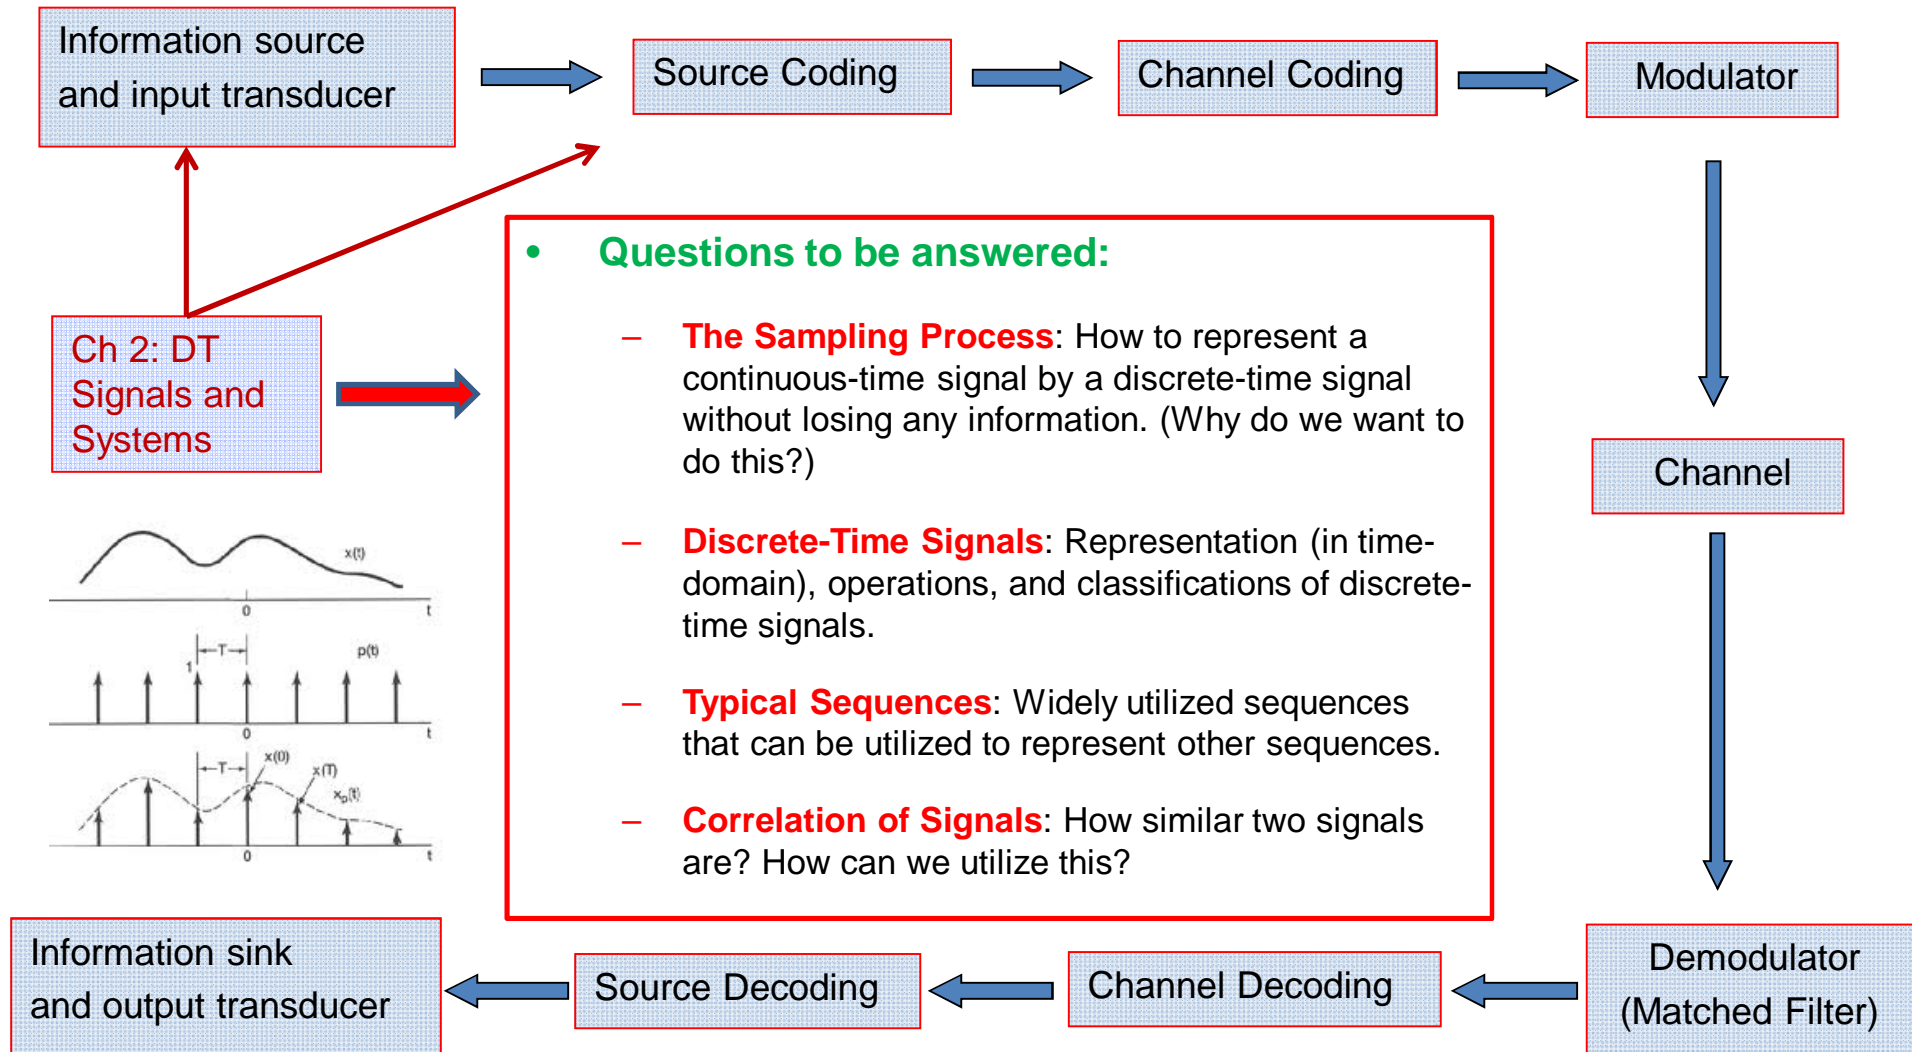 Information source
and input transducer
Source Coding
Channel Coding
Modulator
Ch 2: DT
Signals and
Systems
• Questions to be answered:
– The Sampling Process: How to represent a
continuous-time signal by a discrete-time signal
without losing any information. (Why do we want to
do this?)
– Discrete-Time Signals: Representation (in time-
domain), operations, and classifications of discrete-
time signals.
– Typical Sequences: Widely utilized sequences
that can be utilized to represent other sequences.
– Correlation of Signals: How similar two signals
are? How can we utilize this?
Channel
x(t)
0
t
T
1
p(t)
0
t
T
x(0)
x(T)
xp(t)
0
t
Information sink
and output transducer
Source Decoding
Channel Decoding
Demodulator
(Matched Filter)